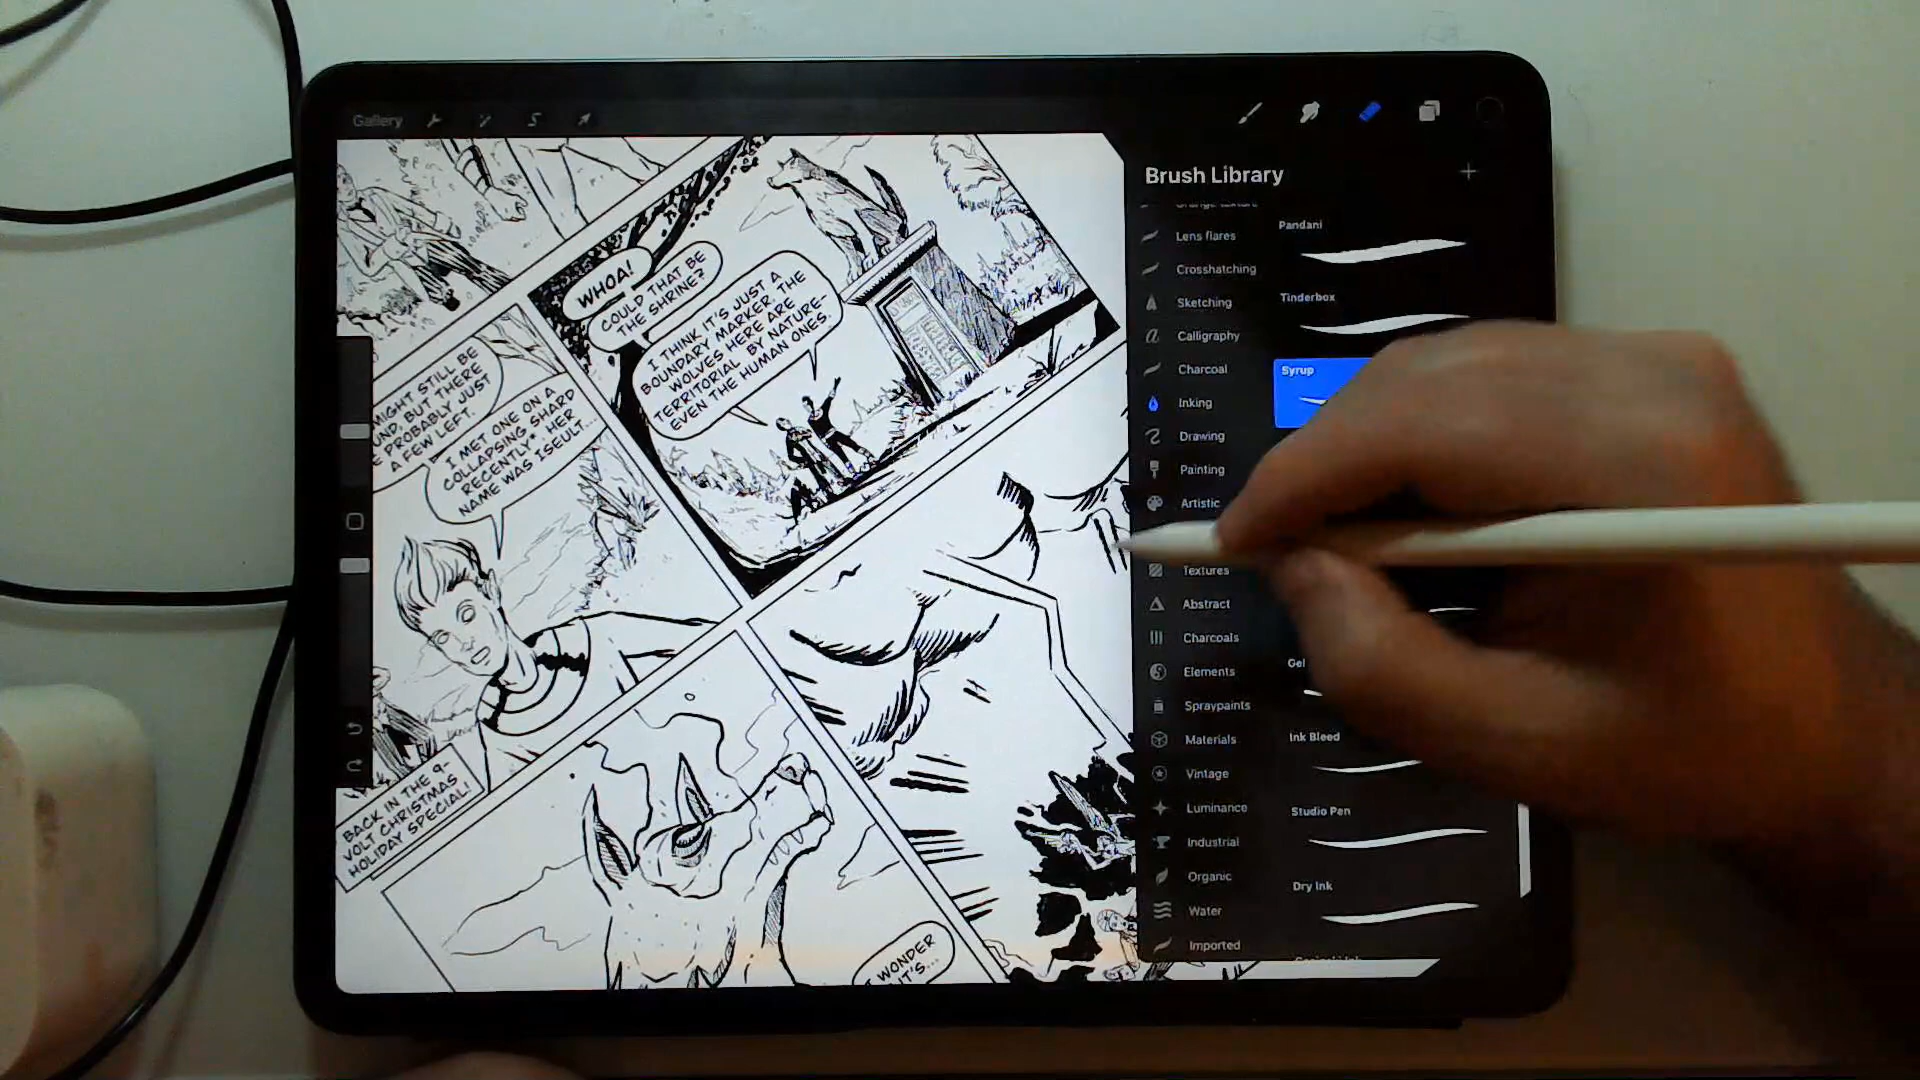 Gallery
WHOA!
COULD THAT BE
THE SHRINE?
I THINK IT'S JUST A
BOUNDARY MARKER. THE
WOLVES HERE ARE
TERRITORIAL BY NATURE-
EVEN THE HUMAN ONES.
MIGHT STILL BE
BUT THERE
PROBABLY JUST
A FEW LEFT.
I MET ONE ON A
COLLAPSING SHARD
RECENTLY* HER
NAME WAS ISEULT...
BACK IN THE 9-
VOLT CHRISTMAS
HOLIDAY SPECIAL!
WONDER
IT'S...
Brush Library
Lens flares
Crosshatching
Sketching
Calligraphy
Charcoal
Inking
Drawing
Painting
Artistic
Textures
Abstract
Charcoals
Elements
Spraypaints
Materials
Vintage
Luminance
Industrial
Organic
Water
Imported
Pandani
Tinderbox
Syrup
Gel
Ink Bleed
Studio Pen
Dry Ink